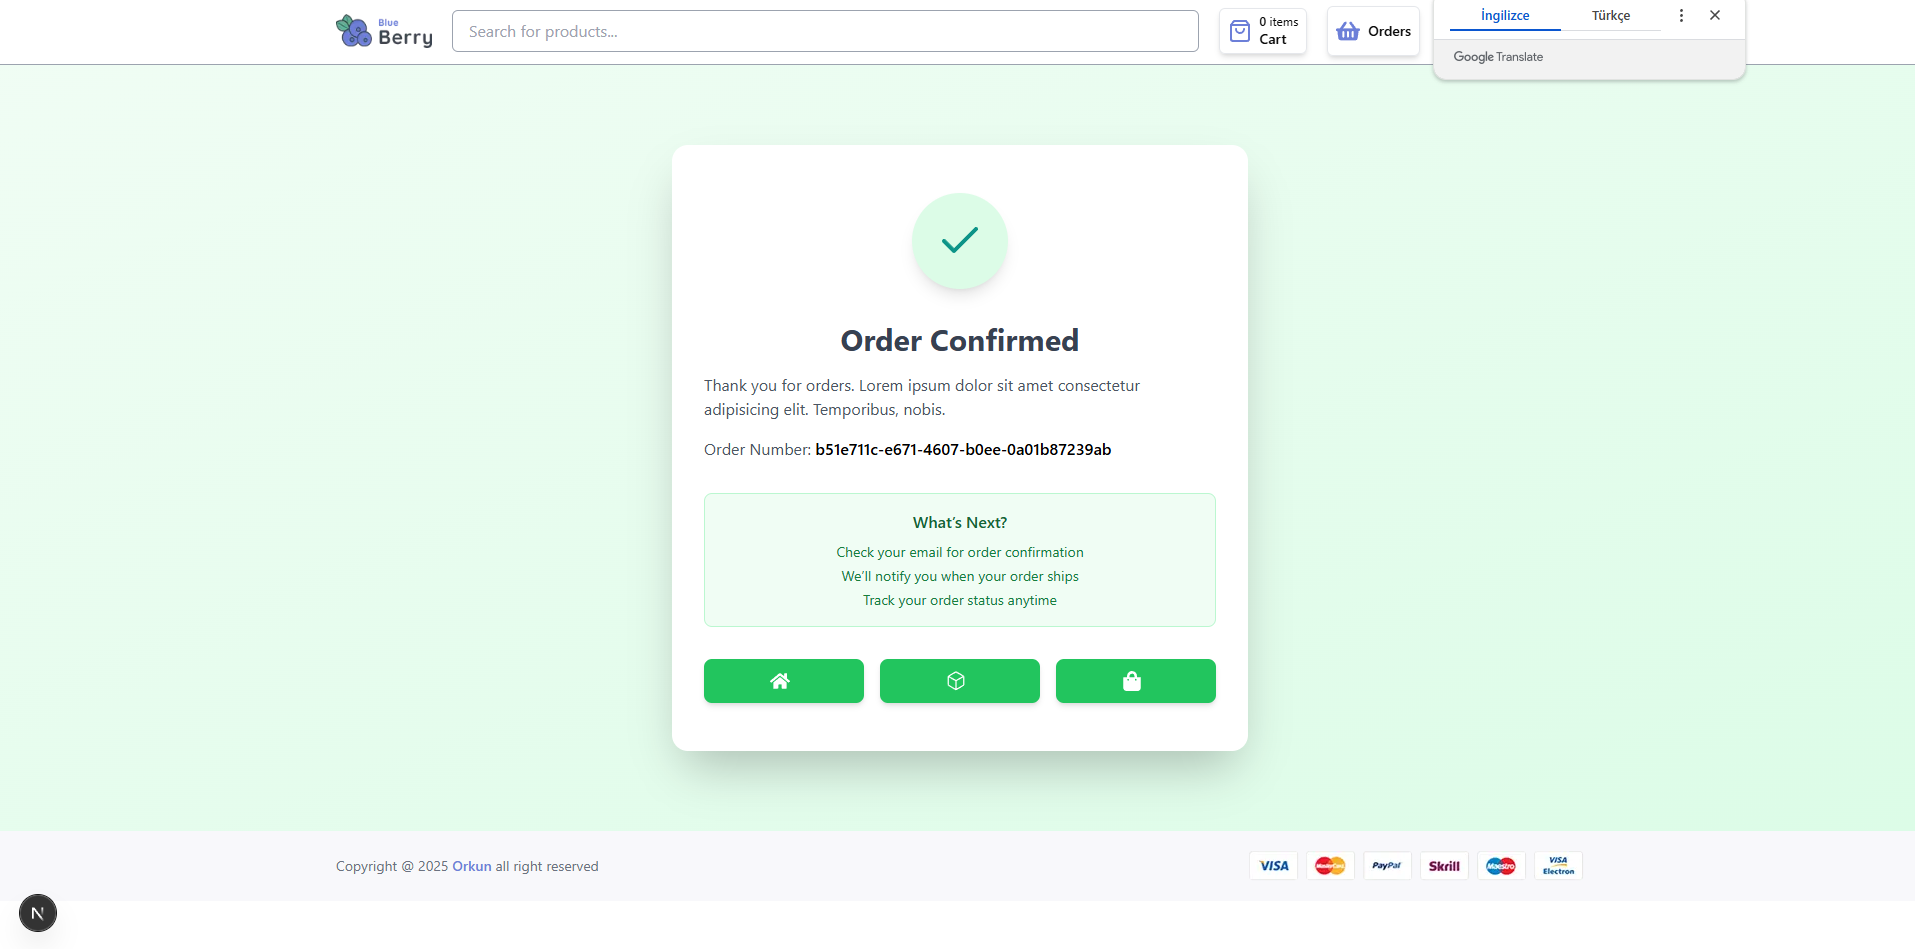 Blue
Berry
Search for products...
0 items
Cart
Orders
İngilizce
Türkçe
Google Translate
Order Confirmed
Thank you for orders. Lorem ipsum dolor sit amet consectetur
adipisicing elit. Temporibus, nobis.
Order Number: b51e711c-e671-4607-b0ee-0a01b87239ab
What's Next?
Check your email for order confirmation
We'll notify you when your order ships
Track your order status anytime
Copyright @ 2025 Orkun all right reserved
VISA
MasterCard
PayPal
Skrill
Maestro
VISA
Electron
N